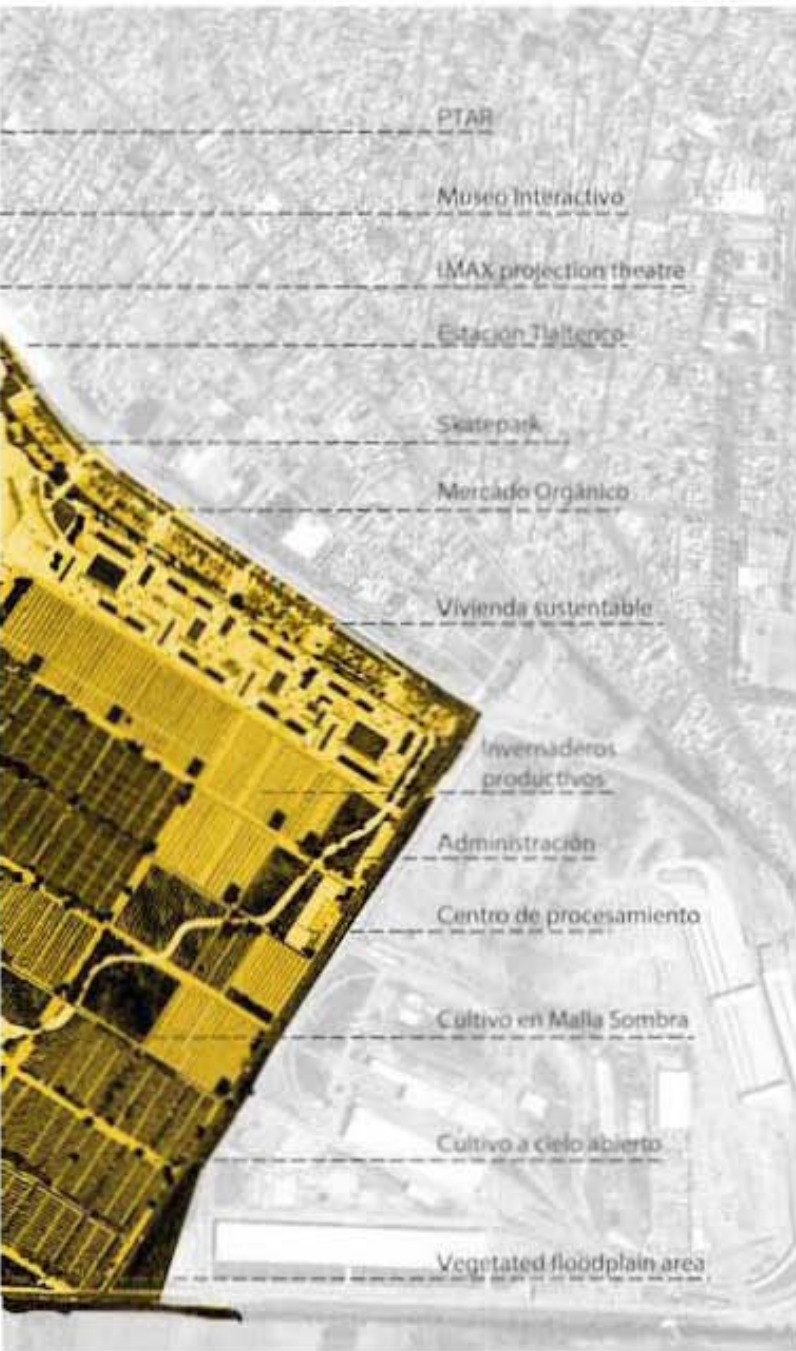 PTAR
Museo Interactivo
IMAX projection theatre
Estación Tlaltenco
Skatepark
Mercado Orgánico
Vivienda sustentable
Invernaderos
productivos
Administración
Centro de procesamiento
Cultivo en Malla Sombra
Cultivo a cielo abierto
Vegetated floodplain area